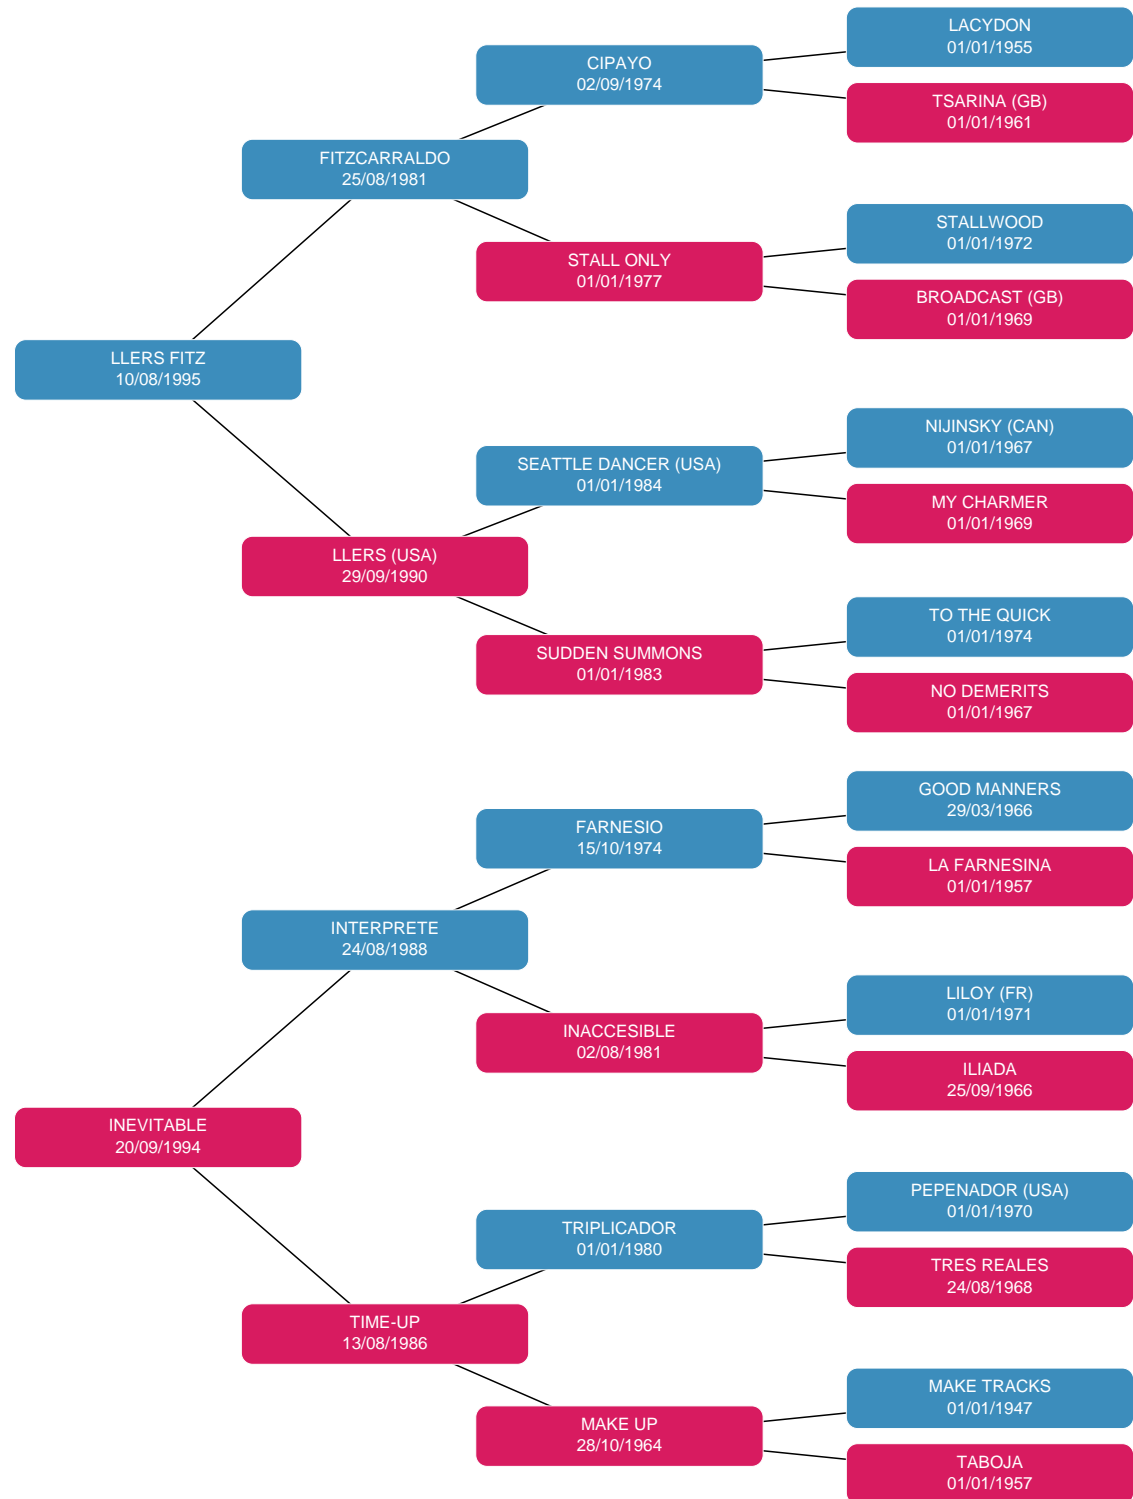 LACYDON
01/01/1955
CIPAYO
02/09/1974
TSARINA (GB)
01/01/1961
FITZCARRALDO
25/08/1981
STALLWOOD
01/01/1972
STALL ONLY
01/01/1977
BROADCAST (GB)
01/01/1969
LLERS FITZ
10/08/1995
NIJINSKY (CAN)
01/01/1967
SEATTLE DANCER (USA)
01/01/1984
MY CHARMER
01/01/1969
LLERS (USA)
29/09/1990
TO THE QUICK
01/01/1974
SUDDEN SUMMONS
01/01/1983
NO DEMERITS
01/01/1967
GOOD MANNERS
29/03/1966
FARNESIO
15/10/1974
LA FARNESINA
01/01/1957
INTERPRETE
24/08/1988
LILOY (FR)
01/01/1971
INACCESIBLE
02/08/1981
ILIADA
25/09/1966
INEVITABLE
20/09/1994
PEPENADOR (USA)
01/01/1970
TRIPLICADOR
01/01/1980
TRES REALES
24/08/1968
TIME-UP
13/08/1986
MAKE TRACKS
01/01/1947
MAKE UP
28/10/1964
TABOJA
01/01/1957